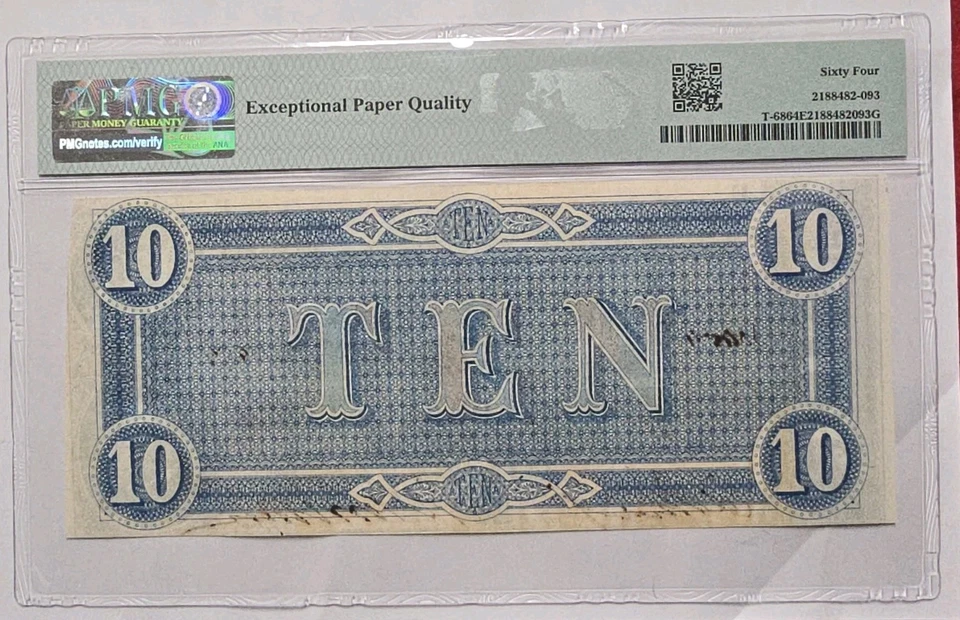 PMG
PAPER MONEY GUARANTY
PMGnotes.com/verify
ANA
Exceptional Paper Quality
Sixty Four
2188482-093
T-6864E2188482093G
TEN
10
10
TEN
10
10
TEN